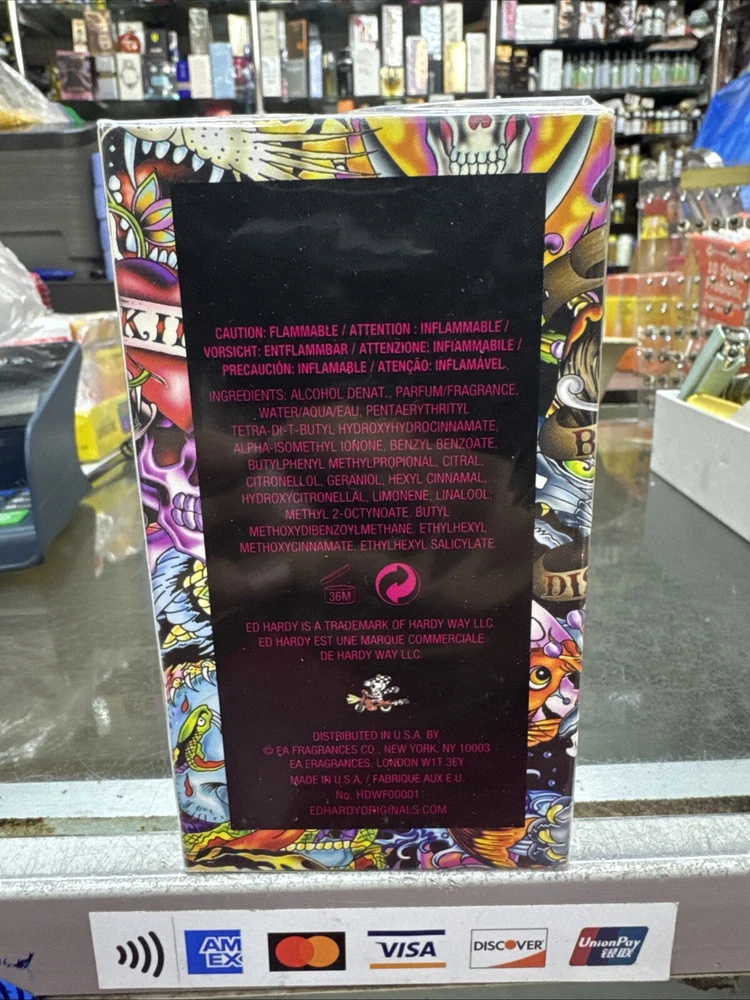 KIL
B
DIS
CAUTION: FLAMMABLE / ATTENTION : INFLAMMABLE /
VORSICHT: ENTFLAMMBAR / ATTENZIONE: INFIAMMABILE /
PRECAUCIÓN: INFLAMABLE / ATENÇÃO: INFLAMÁVEL
INGREDIENTS: ALCOHOL DENAT., PARFUM/FRAGRANCE,
WATER/AQUA/EAU, PENTAERYTHRITYL
TETRA-DI-T-BUTYL HYDROXYHYDROCINNAMATE,
ALPHA-ISOMETHYL IONONE, BENZYL BENZOATE,
BUTYLPHENYL METHYLPROPIONAL, CITRAL,
CITRONELLOL, GERANIOL, HEXYL CINNAMAL,
HYDROXYCITRONELLAL, LIMONENE, LINALOOL,
METHYL 2-OCTYNOATE, BUTYL
METHOXYDIBENZOYLMETHANE, ETHYLHEXYL
METHOXYCINNAMATE, ETHYLHEXYL SALICYLATE.
36M
ED HARDY IS A TRADEMARK OF HARDY WAY LLC.
ED HARDY EST UNE MARQUE COMMERCIALE
DE HARDY WAY LLC.
DISTRIBUTED IN U.S.A. BY
© EA FRAGRANCES CO., NEW YORK, NY 10003
EA FRAGRANCES, LONDON W1T 3EY
MADE IN U.S.A. / FABRIQUE AUX E.U.
No. HDWF00001
EDHARDYORIGINALS.COM
AM
EX
VISA
DISCOVER
UnionPay
银联